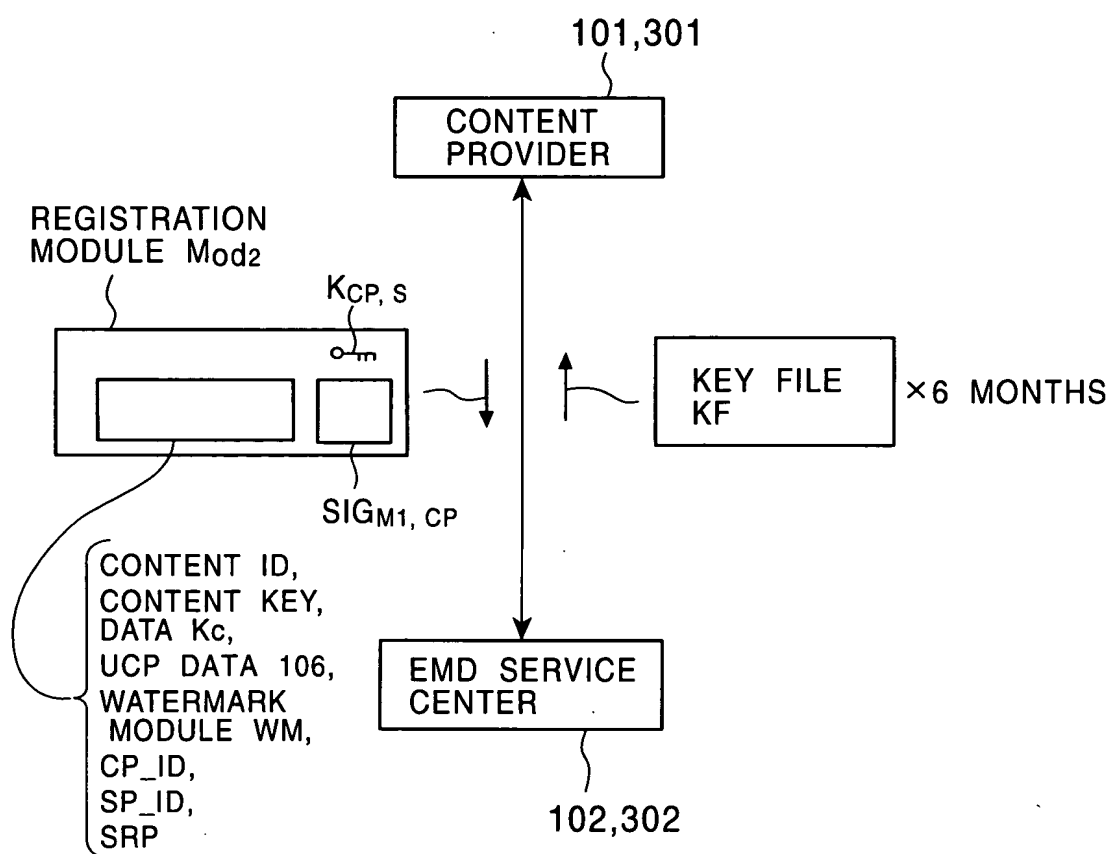 101,301
CONTENT
PROVIDER
REGISTRATION
MODULE Mod2
KCP, S
KEY FILE
KF
×6 MONTHS
SIGM1, CP
CONTENT ID,
CONTENT KEY,
DATA Kc,
UCP DATA 106,
WATERMARK
MODULE WM,
CP_ID,
SP_ID,
SRP
EMD SERVICE
CENTER
102,302